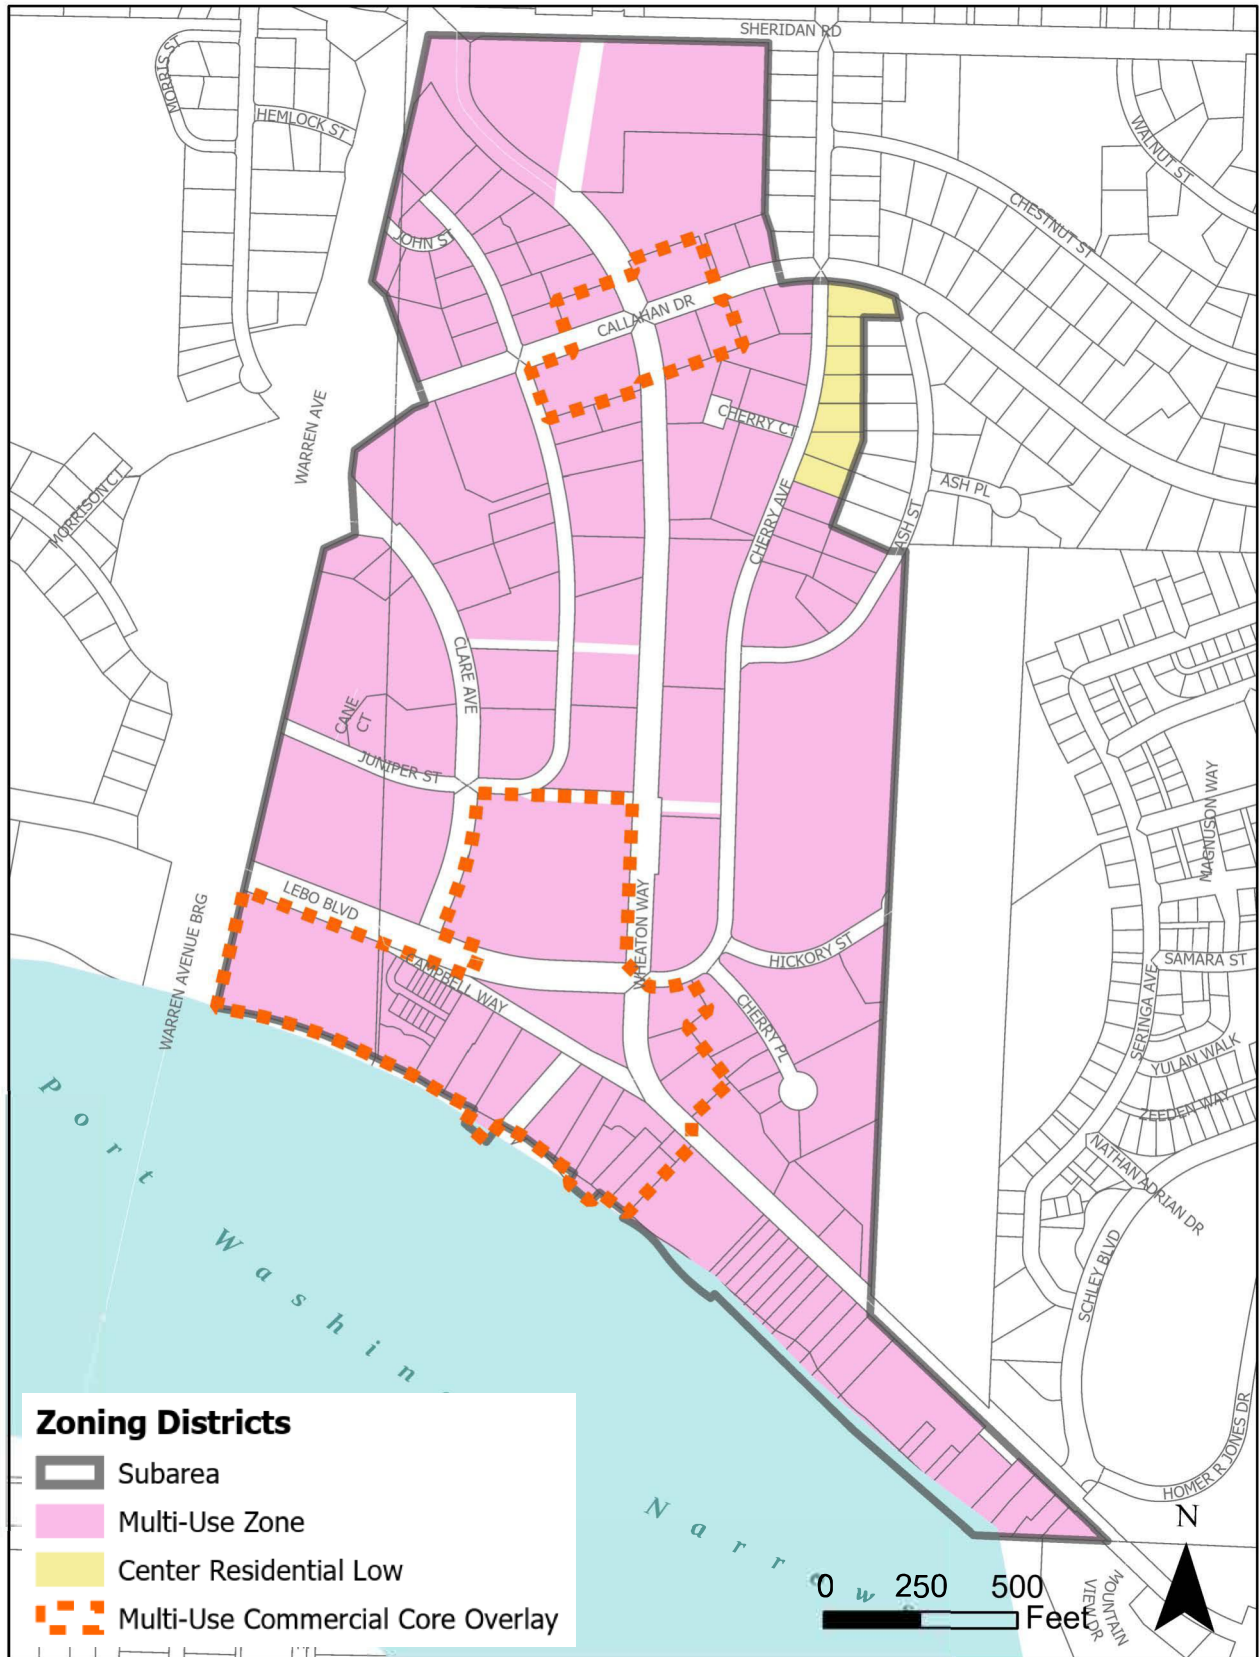 SHERIDAN RD
MORRIS ST
HEMLOCK ST
WALNUT ST
CHESTNUT ST
JOHN ST
CALLAHAN DR
WARREN AVE
CHERRY CT
MORRISON CT
ASH PL
CHERRY AVE
ASH ST
CLARE AVE
CANE
CT
JUNIPER ST
MAGNUSON WAY
LEBO BLVD
WHEATON WAY
WARREN AVENUE BRG
HICKORY ST
SAMARA ST
CAMPBELL WAY
CHERRY PL
SERINGA AVE
YULAN WALK
ZEEDEN WAY
NATHAN ADRIAN DR
SCHLEY BLVD
Port
Washin
Narrows
HOMER R JONES DR
MOUNTAIN
VIEW DR
Zoning Districts
Subarea
Multi-Use Zone
Center Residential Low
Multi-Use Commercial Core Overlay
N
0 250 500
Feet